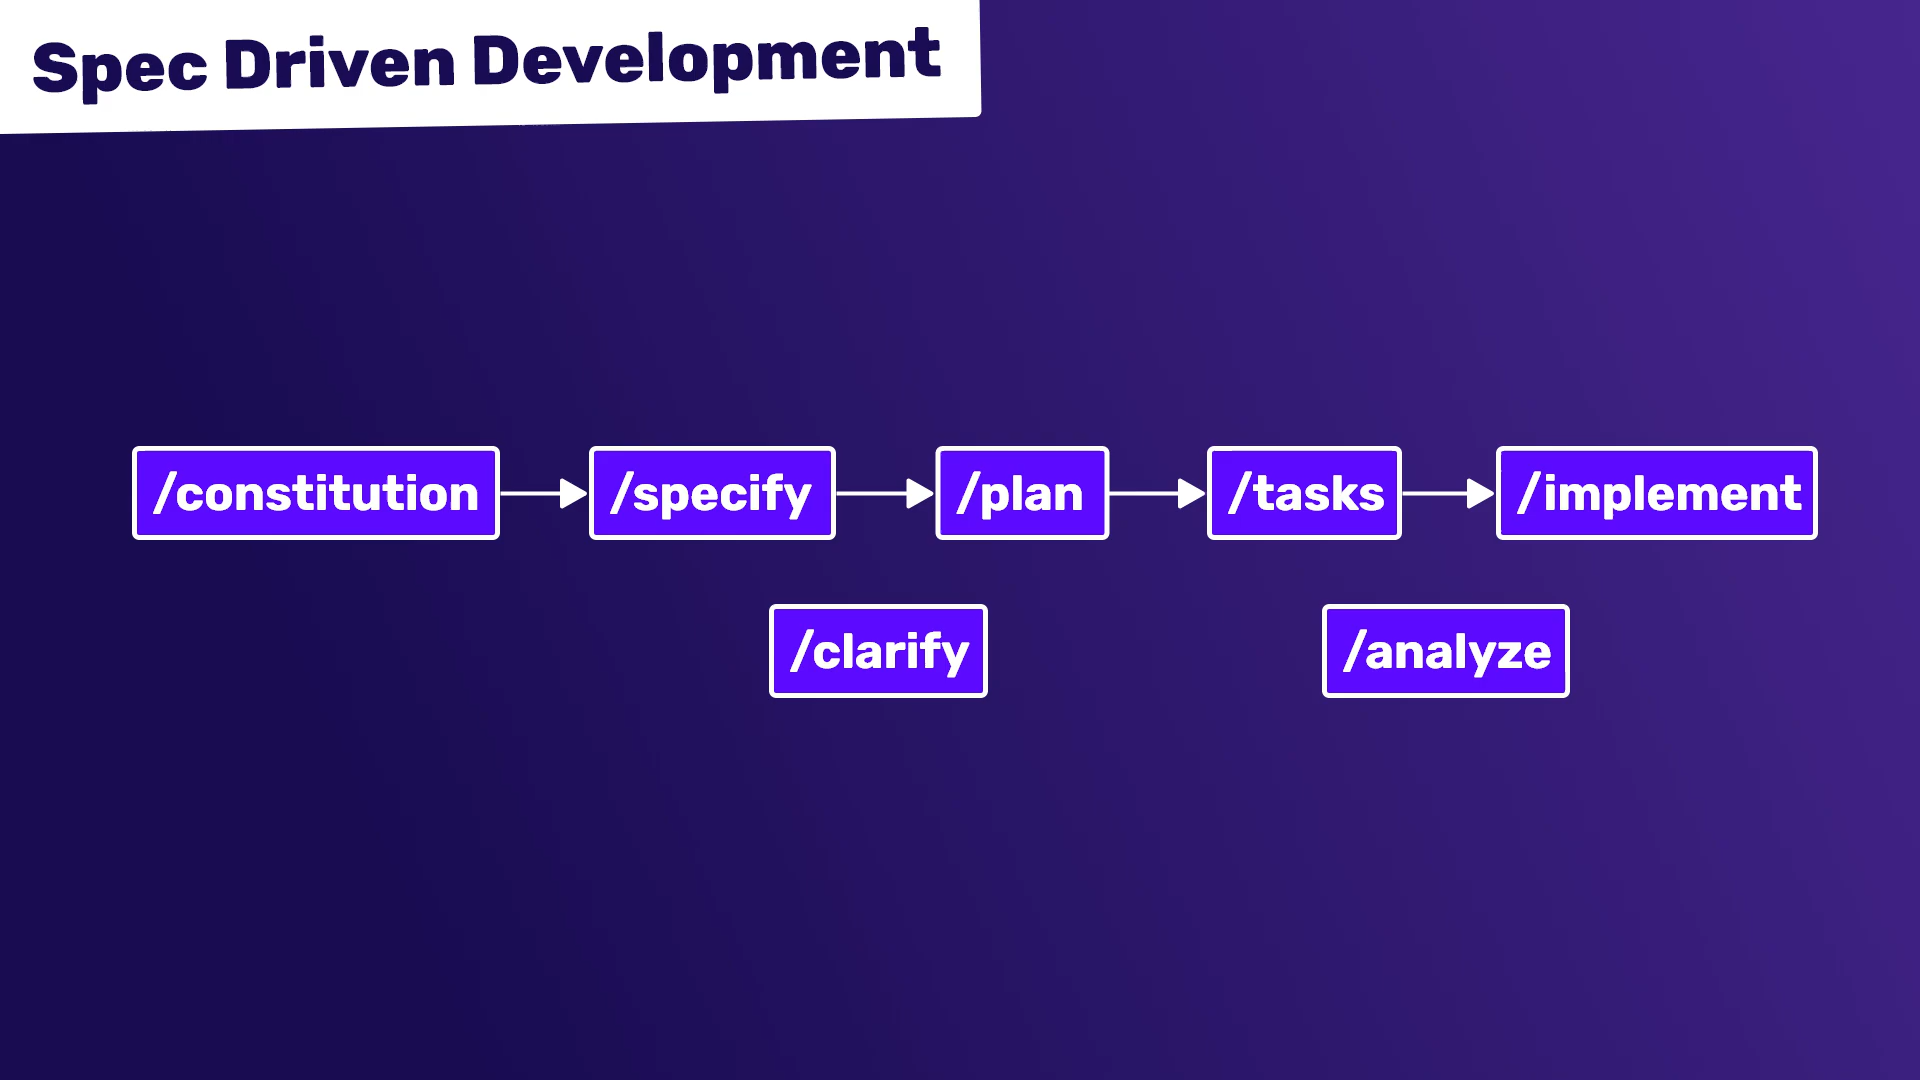 Spec Driven Development
/constitution
/specify
/plan
/tasks
/implement
/clarify
/analyze